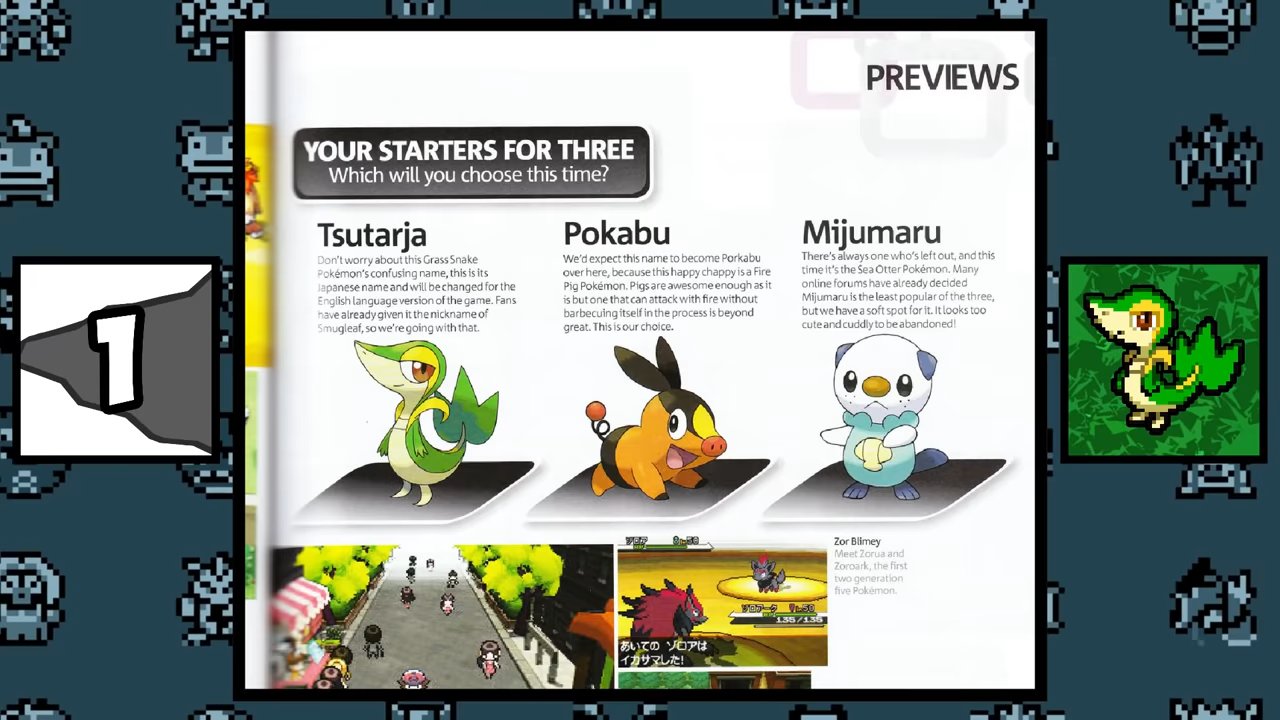 PREVIEWS
YOUR STARTERS FOR THREE
Which will you choose this time?
Tsutarja
Don't worry about this Grass Snake
Pokémon's confusing name, this is its
Japanese name and will be changed for the
English language version of the game. Fans
have already given it the nickname of
Smugleaf, so we're going with that.
Pokabu
We'd expect this name to become Porkabu
over here, because this happy chappy is a Fire
Pig Pokémon. Pigs are awesome enough as it
is but one that can attack with fire without
barbecuing itself in the process is beyond
great. This is our choice.
Mijumaru
There's always one who's left out, and this
time it's the Sea Otter Pokémon. Many
online forums have already decided
Mijumaru is the least popular of the three,
but we have a soft spot for it. It looks too
cute and cuddly to be abandoned!
1
ゾロア Lv.50
ゾロアーク Lv.50
135/135
あいての ゾロアは
イカサマした!
Zor Blimey
Meet Zorua and
Zoroark, the first
two generation
five Pokémon.